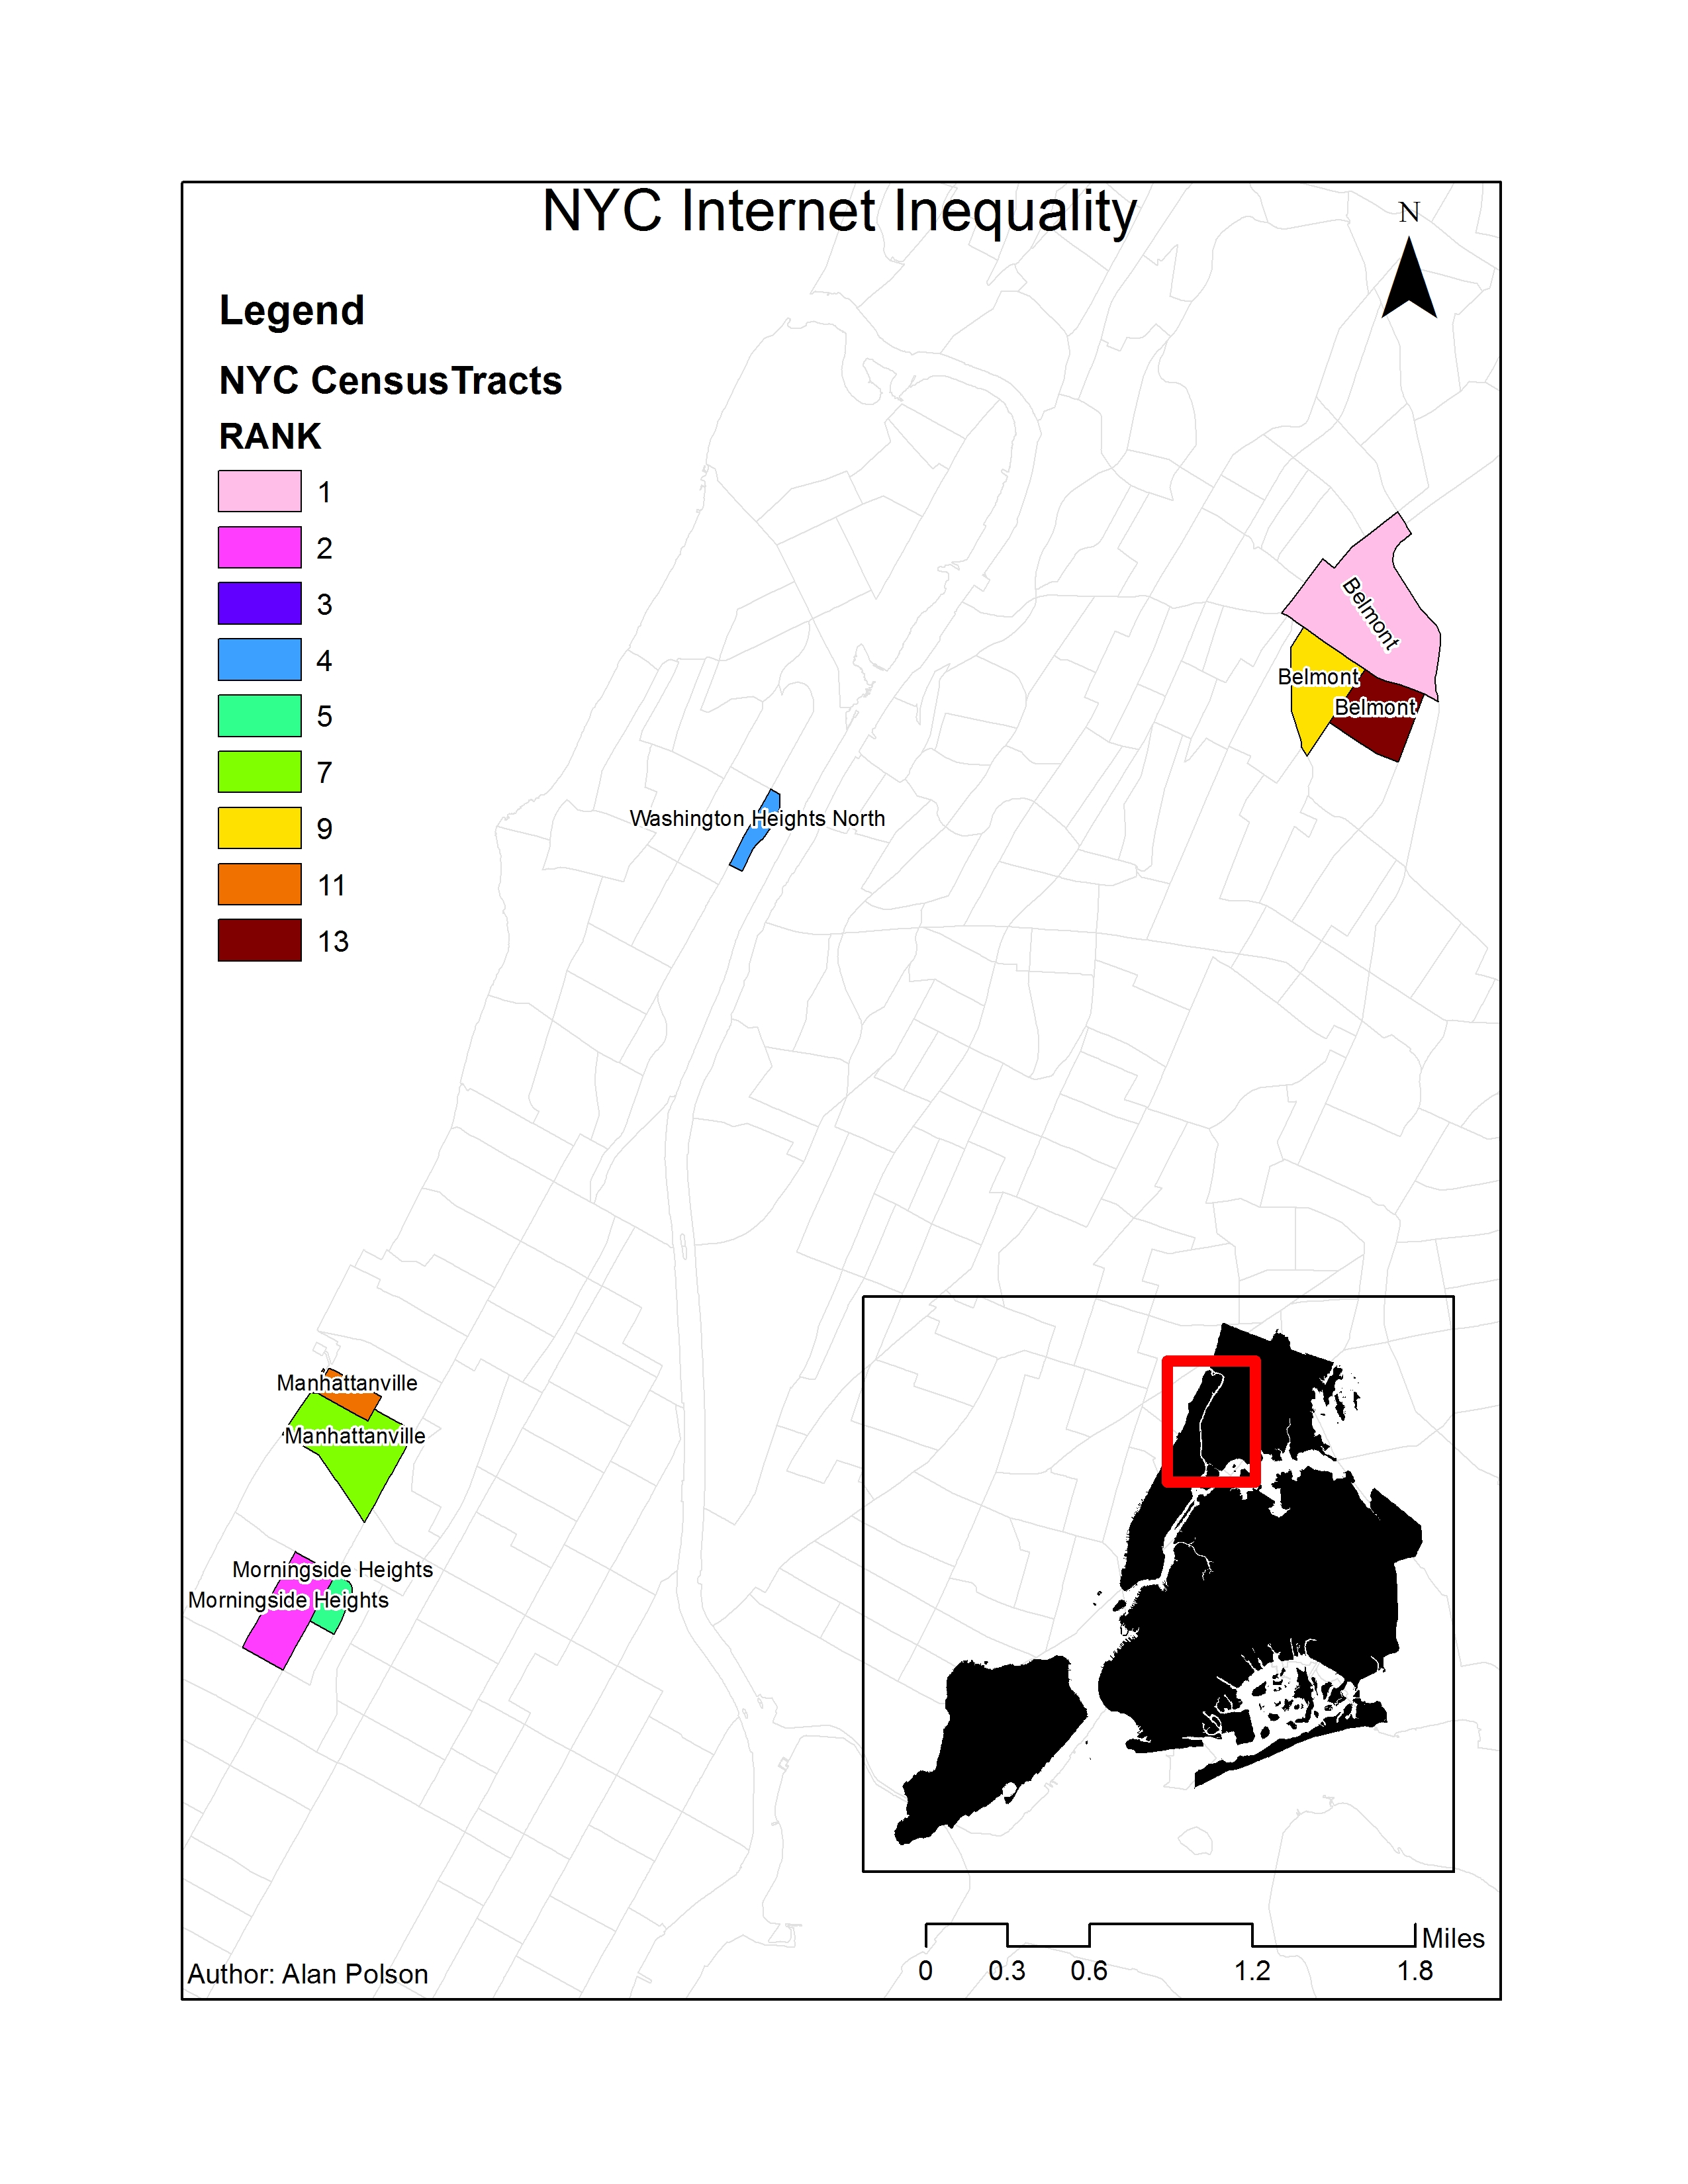 NYC Internet Inequality
N
Legend
NYC CensusTracts
RANK
1
2
3
4
5
7
9
11
13
Belmont
Belmont
Belmont
Washington Heights North
Manhattanville
Manhattanville
Morningside Heights
Morningside Heights
Miles
0 0.3 0.6 1.2 1.8
Author: Alan Polson